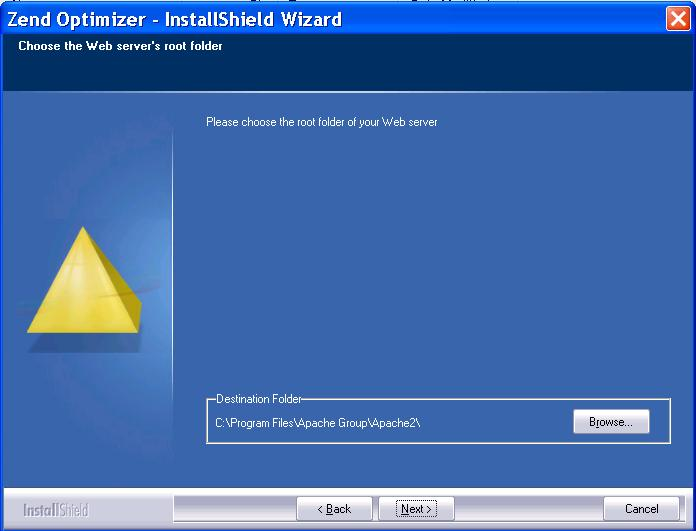 Zend Optimizer - InstallShield Wizard
Choose the Web server's root folder
Please choose the root folder of your Web server
Destination Folder
C:\Program Files\Apache Group\Apache2\
Browse...
InstallShield
< Back
Next >
Cancel